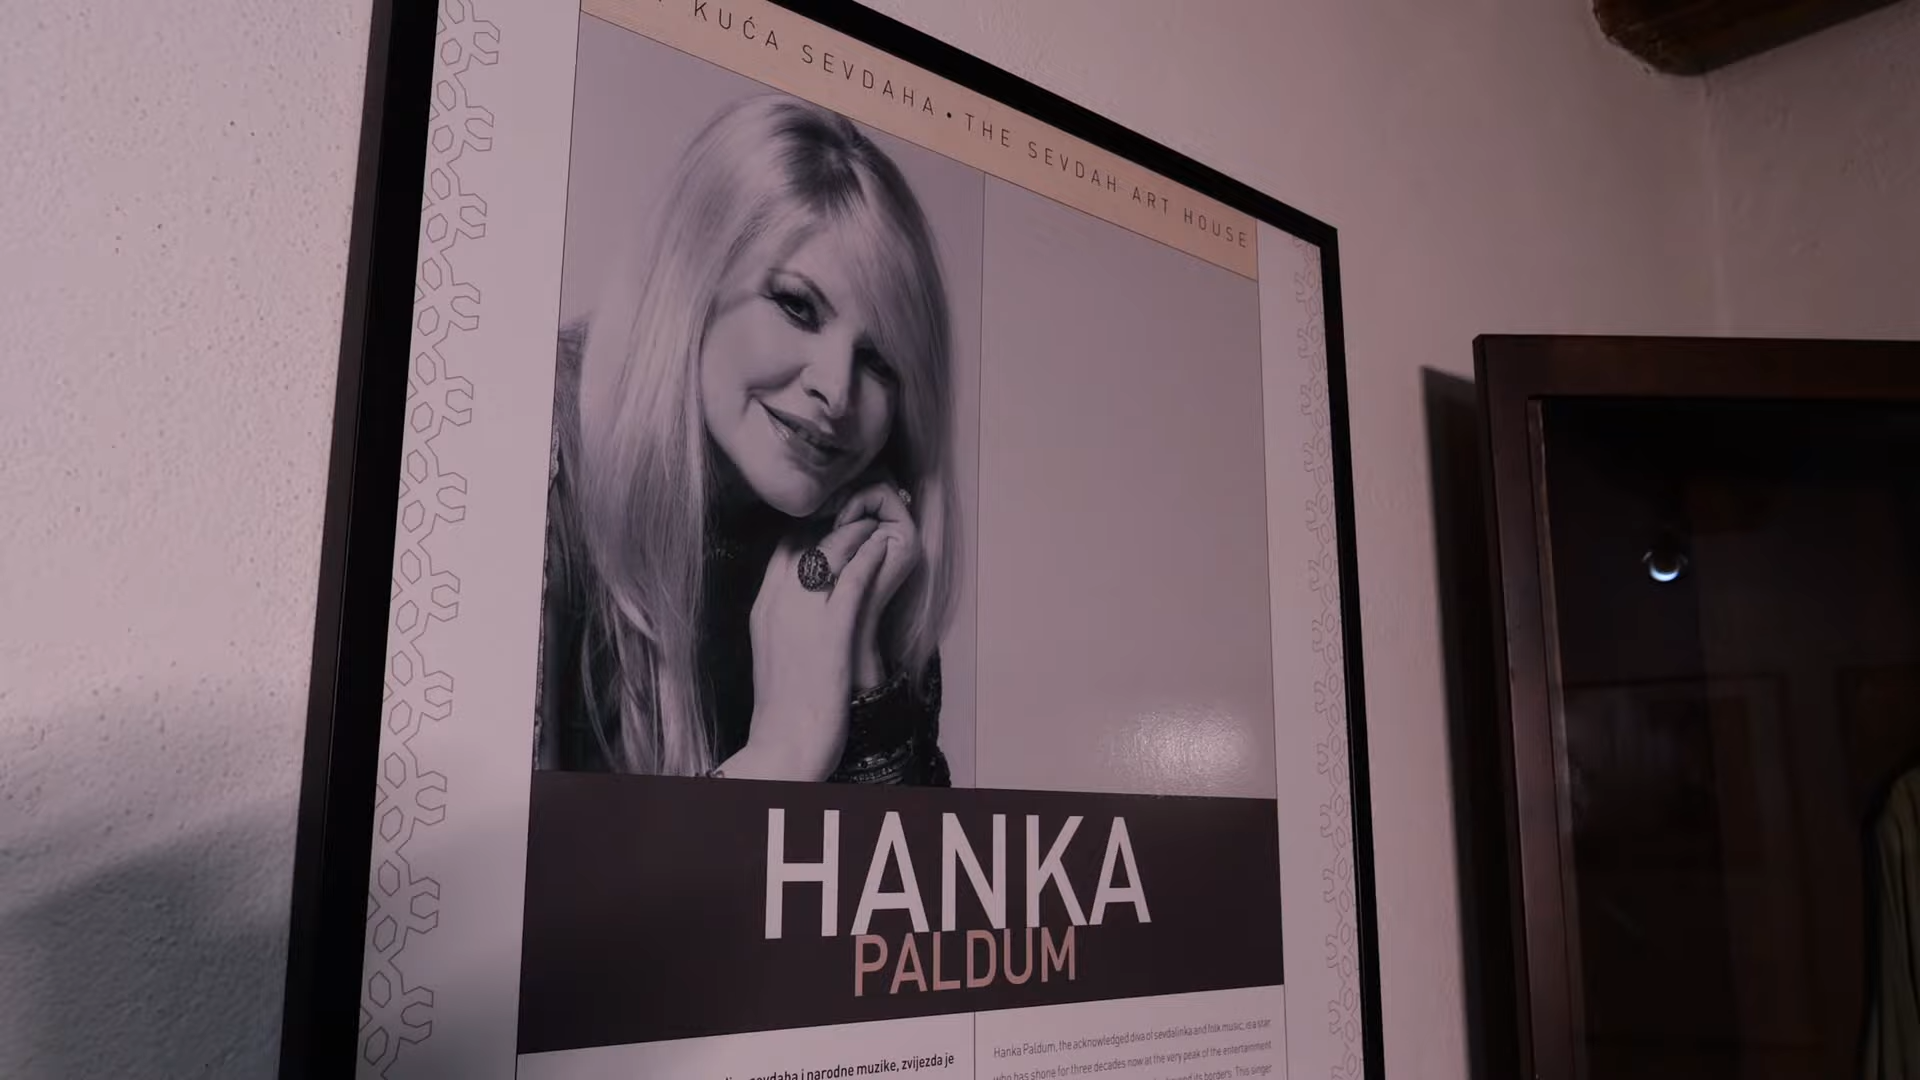 KUĆA SEVDAHA • THE SEVDAH ART HOUSE
HANKA
PALDUM
sevdaha i narodne muzike, zvijezda je
Hanka Paldum, the acknowledged diva of sevdalinka and folk music, is a star
who has shone for three decades now at the very peak of the entertainment
its borders. This singer